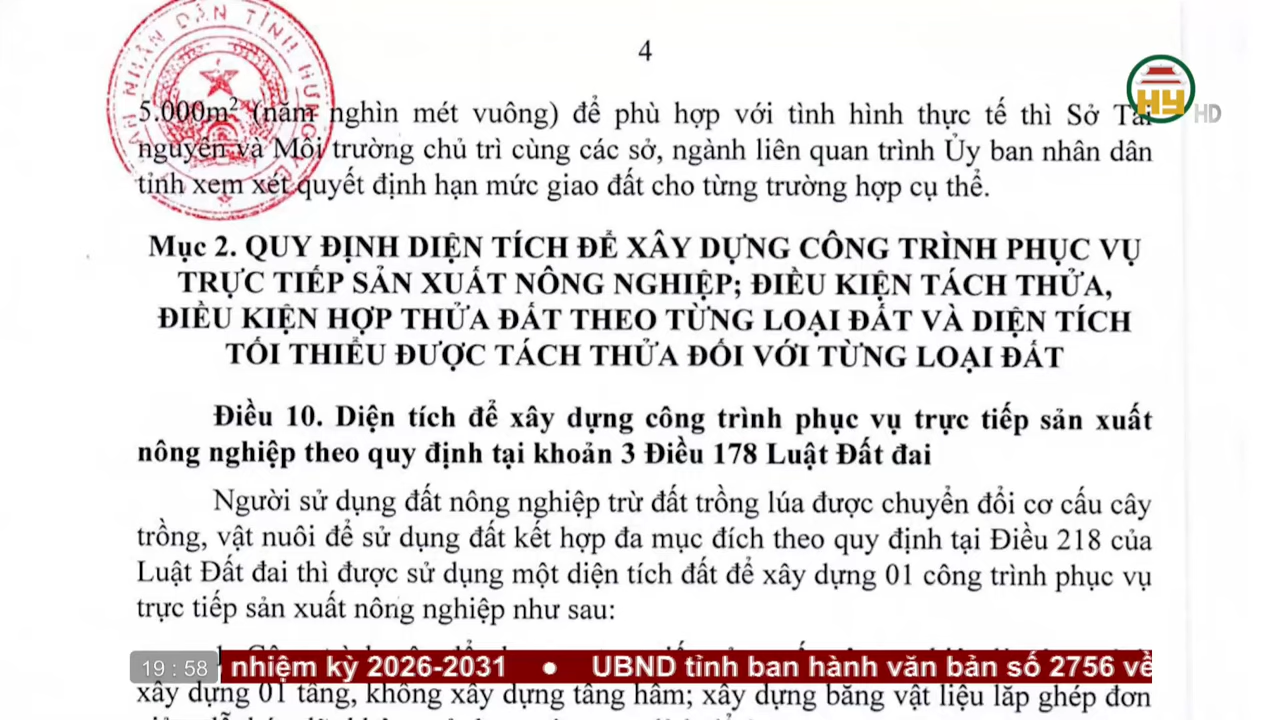 4
HY HD
5.000m² (năm nghìn mét vuông) để phù hợp với tình hình thực tế thì Sở Tài
nguyên và Môi trường chủ trì cùng các sở, ngành liên quan trình Ủy ban nhân dân
tỉnh xem xét quyết định hạn mức giao đất cho từng trường hợp cụ thể.
NHÂN DÂN TỈNH HƯNG
Mục 2. QUY ĐỊNH DIỆN TÍCH ĐỂ XÂY DỰNG CÔNG TRÌNH PHỤC VỤ
TRỰC TIẾP SẢN XUẤT NÔNG NGHIỆP; ĐIỀU KIỆN TÁCH THỬA,
ĐIỀU KIỆN HỢP THỬA ĐẤT THEO TỪNG LOẠI ĐẤT VÀ DIỆN TÍCH
TỐI THIỂU ĐƯỢC TÁCH THỬA ĐỐI VỚI TỪNG LOẠI ĐẤT
Điều 10. Diện tích để xây dựng công trình phục vụ trực tiếp sản xuất
nông nghiệp theo quy định tại khoản 3 Điều 178 Luật Đất đai
Người sử dụng đất nông nghiệp trừ đất trồng lúa được chuyển đổi cơ cấu cây
trồng, vật nuôi để sử dụng đất kết hợp đa mục đích theo quy định tại Điều 218 của
Luật Đất đai thì được sử dụng một diện tích đất để xây dựng 01 công trình phục vụ
trực tiếp sản xuất nông nghiệp như sau:
19:58 nhiệm kỳ 2026-2031 • UBND tỉnh ban hành văn bản số 2756 về
xây dựng 01 tầng, không xây dựng tầng hầm; xây dựng bằng vật liệu lắp ghép đơn